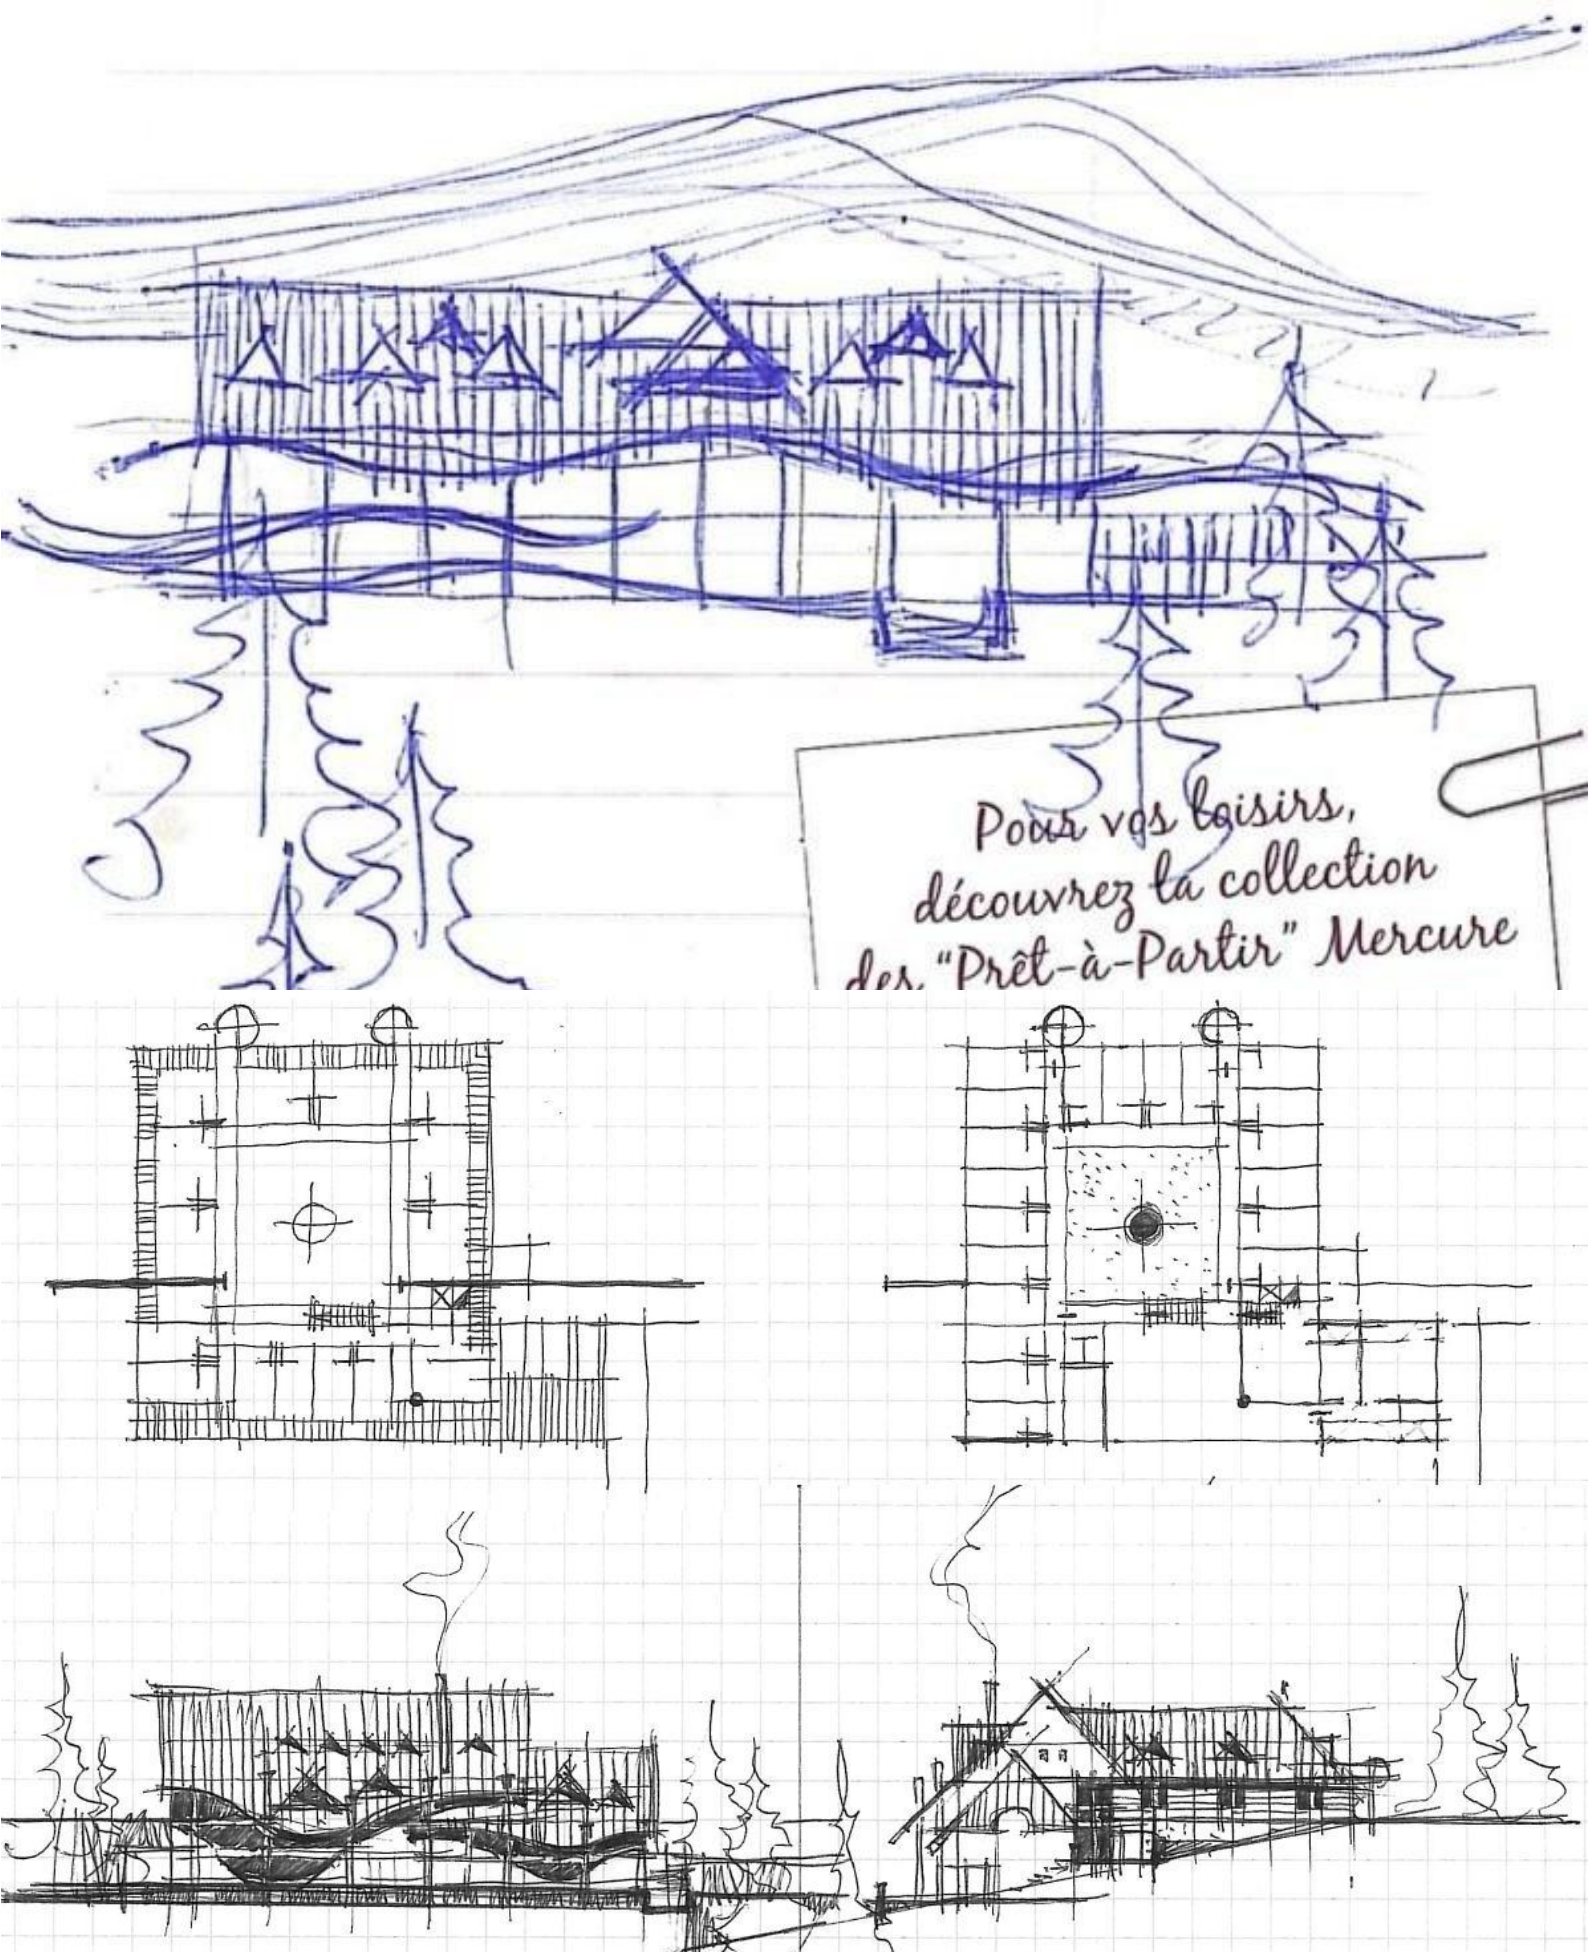 Pour vos loisirs,
découvrez la collection
des “Prêt-à-Partir” Mercure